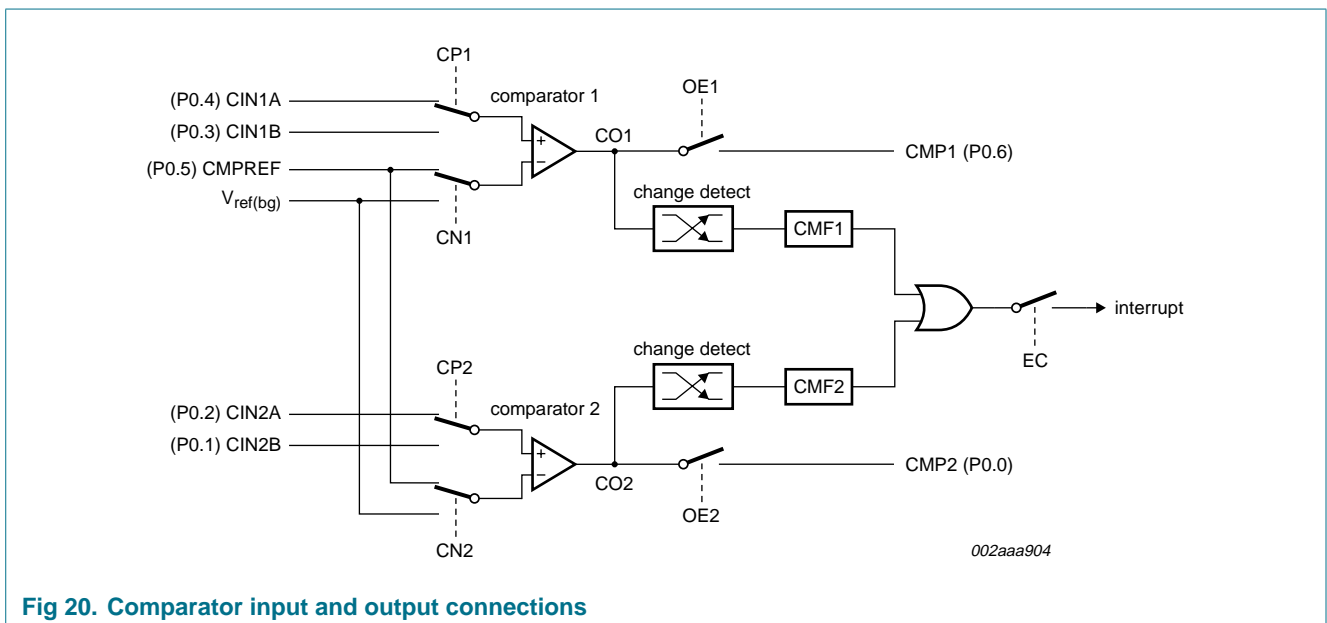 CP1
OE1
(P0.4) CIN1A
comparator 1
(P0.3) CIN1B
+
CO1
CMP1 (P0.6)
−
(P0.5) CMPREF
change detect
Vref(bg)
CMF1
CN1
interrupt
change detect
EC
CP2
CMF2
(P0.2) CIN2A
comparator 2
(P0.1) CIN2B
+
CMP2 (P0.0)
−
CO2
OE2
CN2
002aaa904
Fig 20. Comparator input and output connections